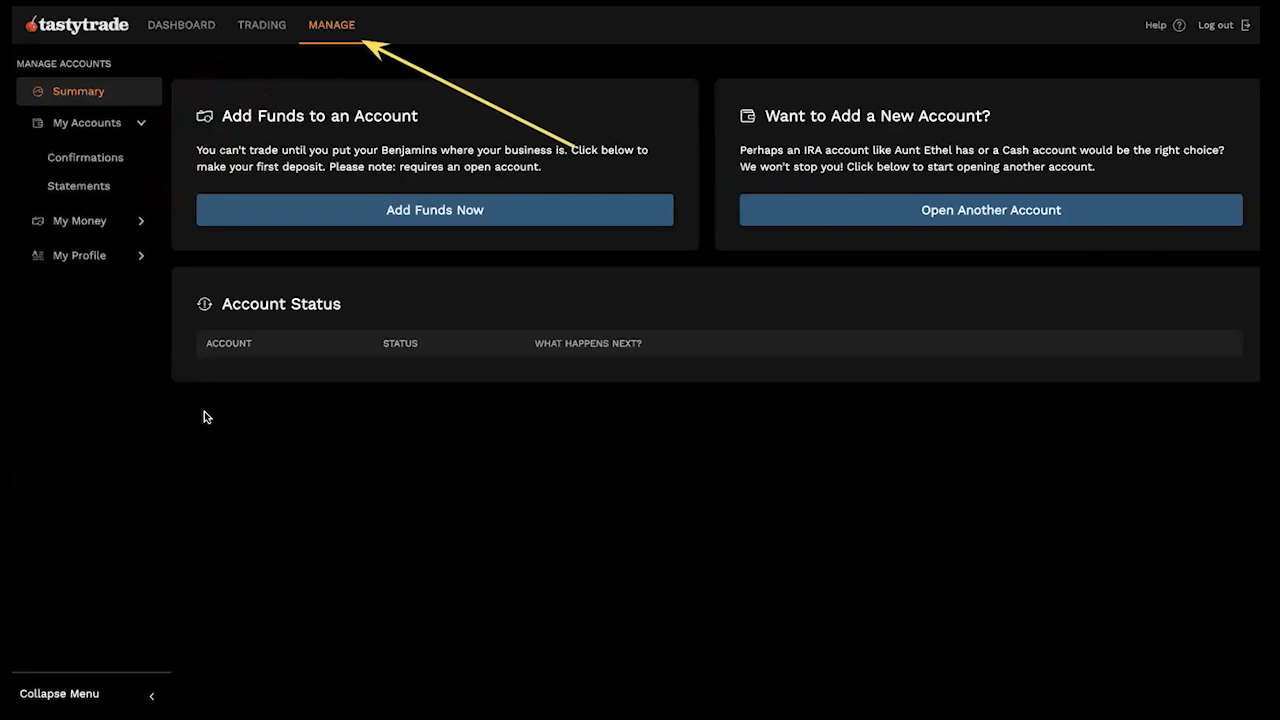 tastytrade DASHBOARD TRADING MANAGE Help ? Log out
MANAGE ACCOUNTS
Summary
My Accounts
Confirmations
Statements
My Money
My Profile
Add Funds to an Account
You can't trade until you put your Benjamins where your business is. Click below to
make your first deposit. Please note: requires an open account.
Add Funds Now
Want to Add a New Account?
Perhaps an IRA account like Aunt Ethel has or a Cash account would be the right choice?
We won't stop you! Click below to start opening another account.
Open Another Account
Account Status
ACCOUNT STATUS WHAT HAPPENS NEXT?
Collapse Menu